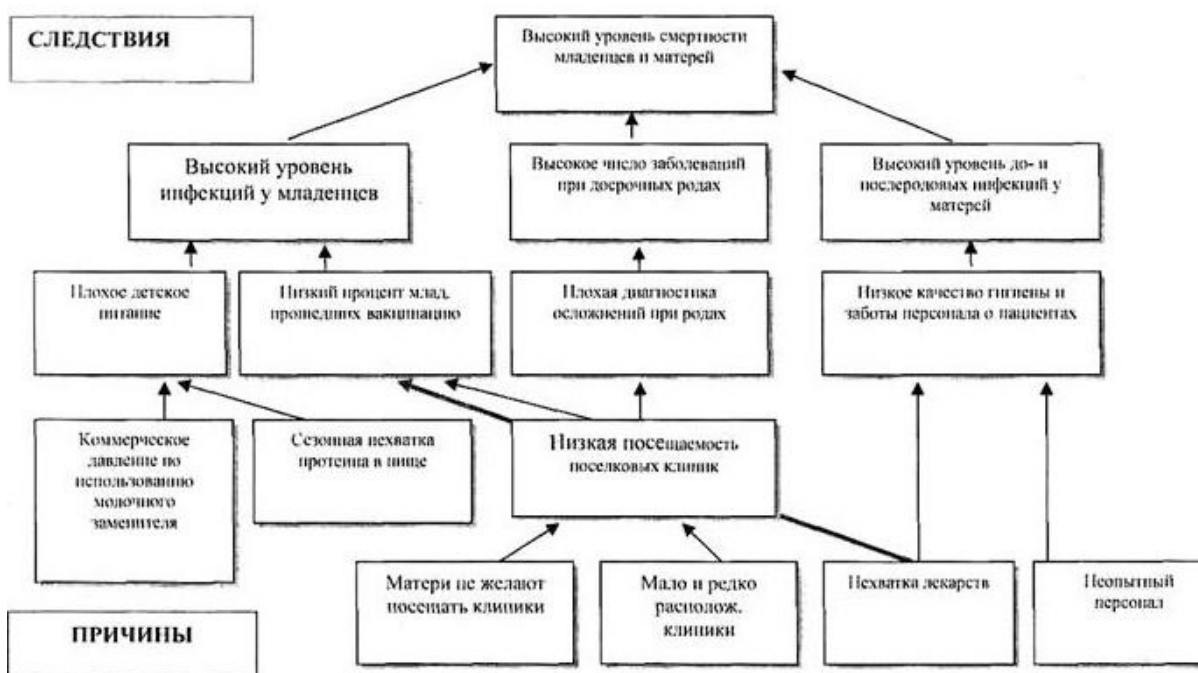 СЛЕДСТВИЯ
Высокий уровень смертности
младенцев и матерей
Высокий уровень
инфекций у младенцев
Высокое число заболеваний
при досрочных родах
Высокий уровень до- и
послеродовых инфекций у
матерей
Плохое детское
питание
Низкий процент млад.
прошедших вакцинацию
Плохая диагностика
осложнений при родах
Низкое качество гигиены и
заботы персонала о пациентах
Коммерческое
давление по
использованию
молочного
заменителя
Сезонная нехватка
протеина в пище
Низкая посещаемость
поселковых клиник
Матери не желают
посещать клиники
Мало и редко
располож.
клиники
Нехватка лекарств
Неопытный
персонал
ПРИЧИНЫ